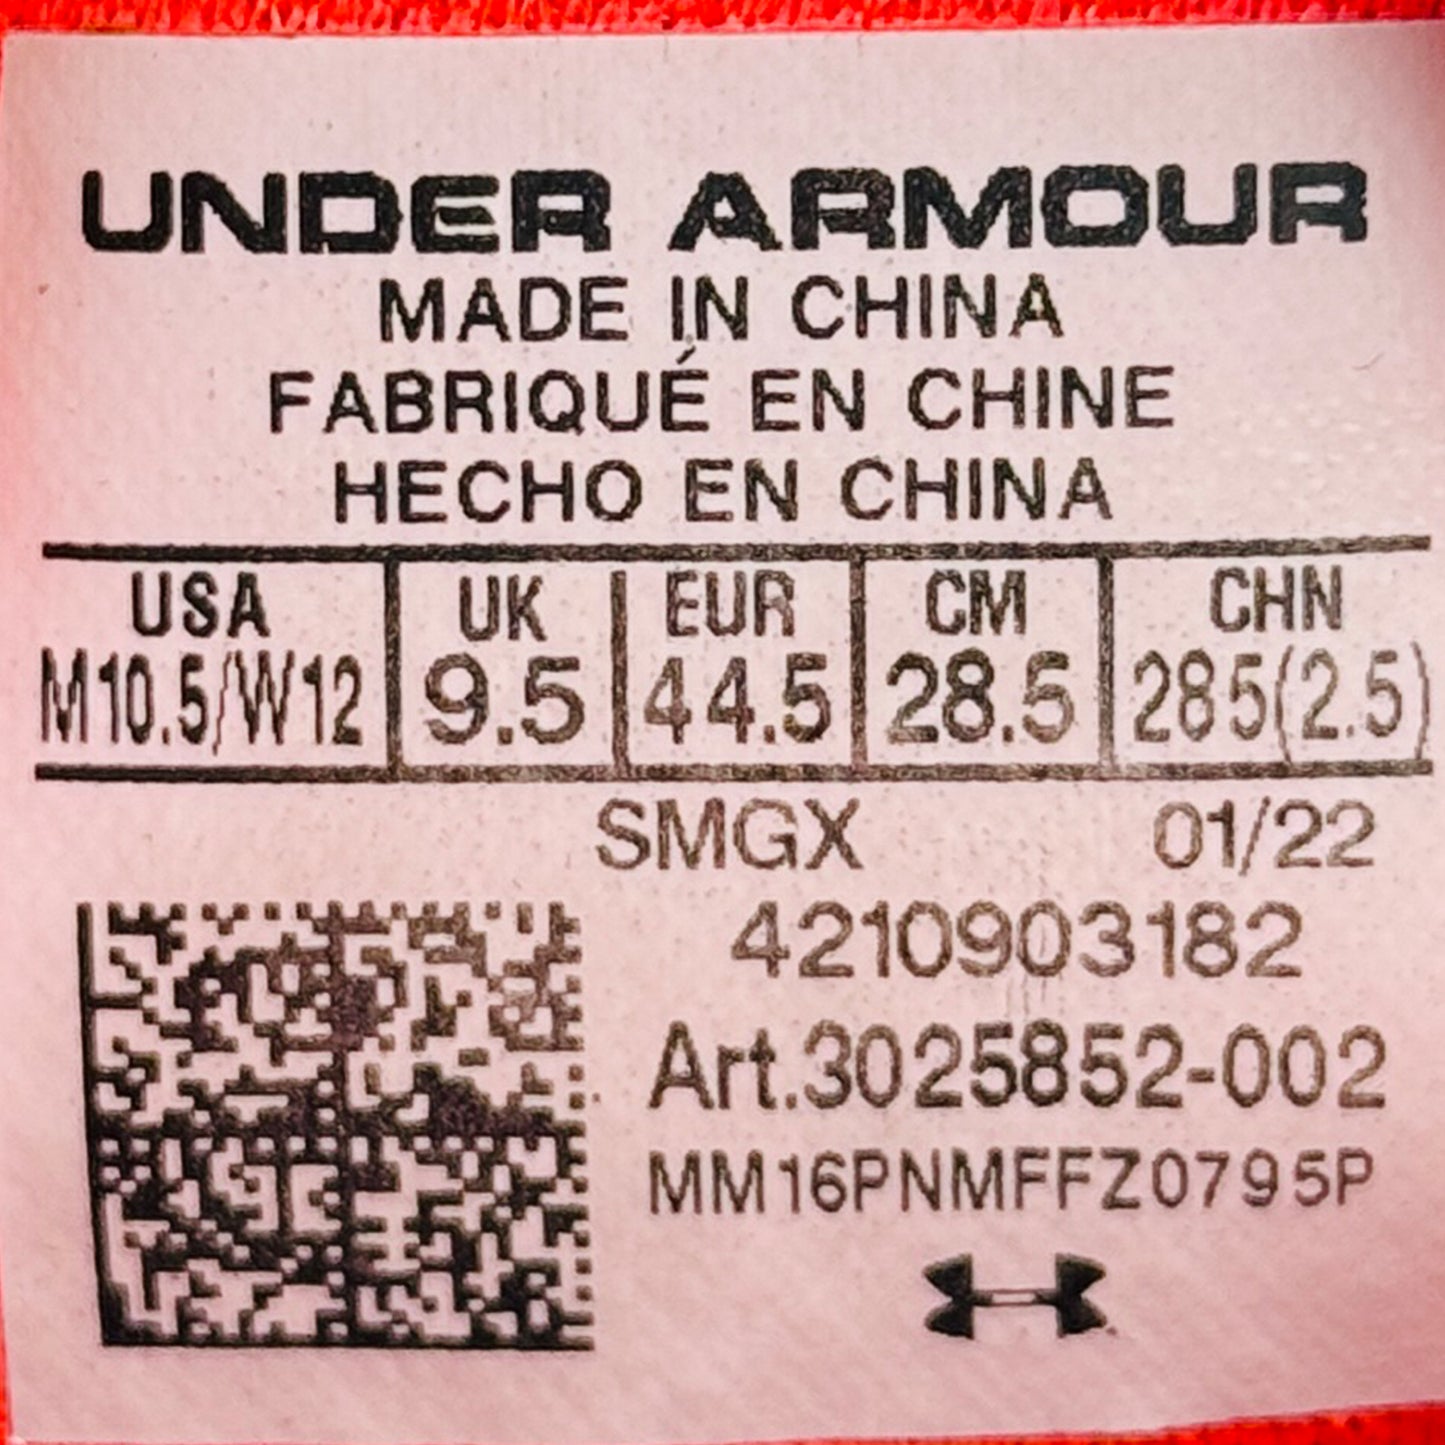 UNDER ARMOUR
MADE IN CHINA
FABRIQUÉ EN CHINE
HECHO EN CHINA
USA UK EUR CM CHN
M10.5/W12 9.5 44.5 28.5 285(2.5)
SMGX 01/22
4210903182
Art.3025852-002
MM16PNMFFZ0795P